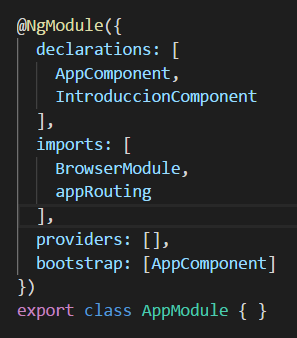 @NgModule({
  declarations: [
    AppComponent,
    IntroduccionComponent
  ],
  imports: [
    BrowserModule,
    appRouting
  ],
  providers: [],
  bootstrap: [AppComponent]
})
export class AppModule { }